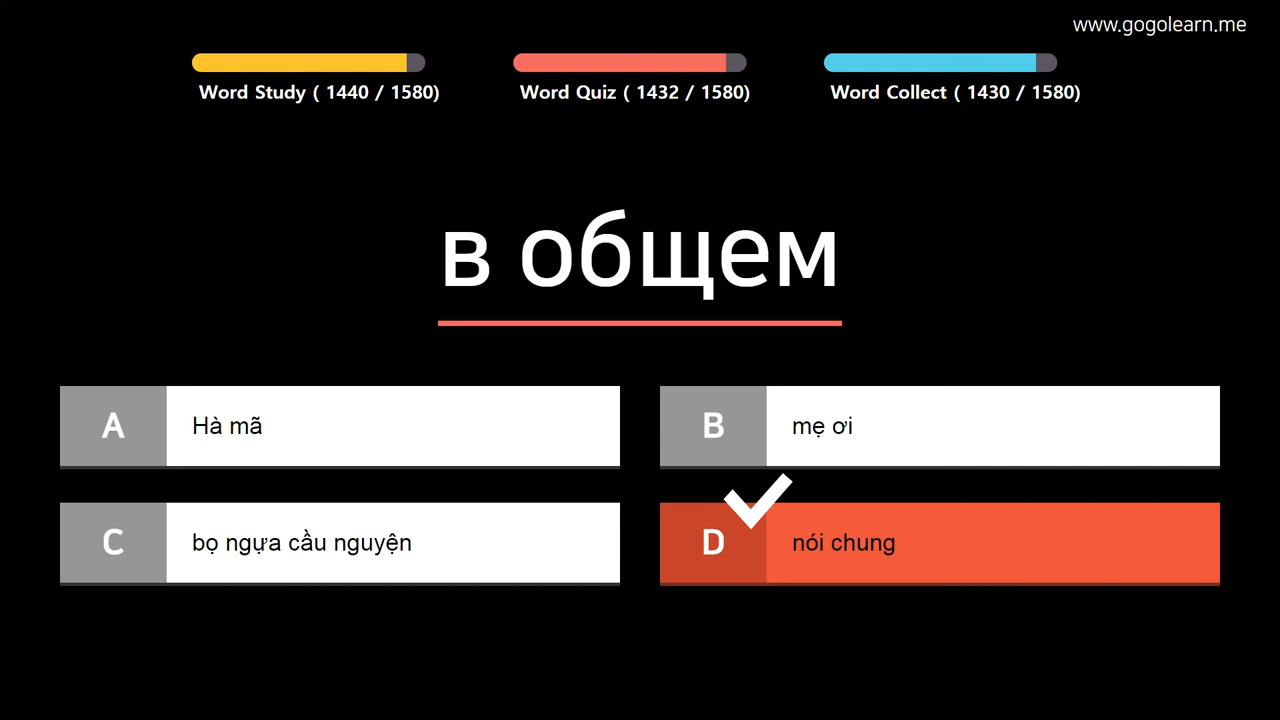 www.gogolearn.me
Word Study ( 1440 / 1580)
Word Quiz ( 1432 / 1580)
Word Collect ( 1430 / 1580)
в общем
A Hà mã
B mẹ ơi
C bọ ngựa cầu nguyện
D nói chung